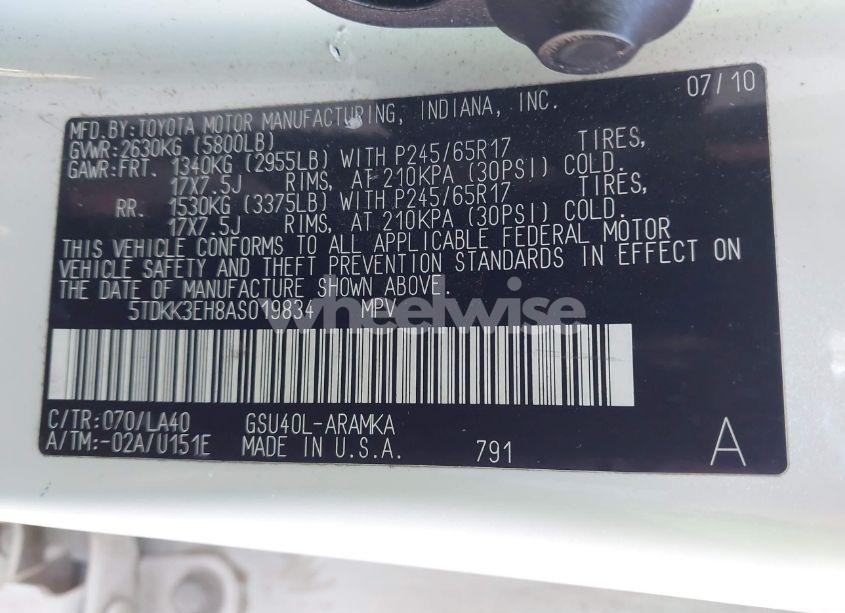 07/10
MFD.BY:TOYOTA MOTOR MANUFACTURING, INDIANA, INC.
GVWR:2630KG (5800LB)
GAWR:FRT. 1340KG (2955LB) WITH P245/65R17 TIRES,
17X7.5J RIMS, AT 210KPA (30PSI) COLD.
RR. 1530KG (3375LB) WITH P245/65R17 TIRES,
17X7.5J RIMS, AT 210KPA (30PSI) COLD.
THIS VEHICLE CONFORMS TO ALL APPLICABLE FEDERAL MOTOR
VEHICLE SAFETY AND THEFT PREVENTION STANDARDS IN EFFECT ON
THE DATE OF MANUFACTURE SHOWN ABOVE.
5TDKK3EH8AS019834 MPV
wheelwise
C/TR:070/LA40 GSU40L-ARAMKA
A/TM:-02A/U151E MADE IN U.S.A. 791 A